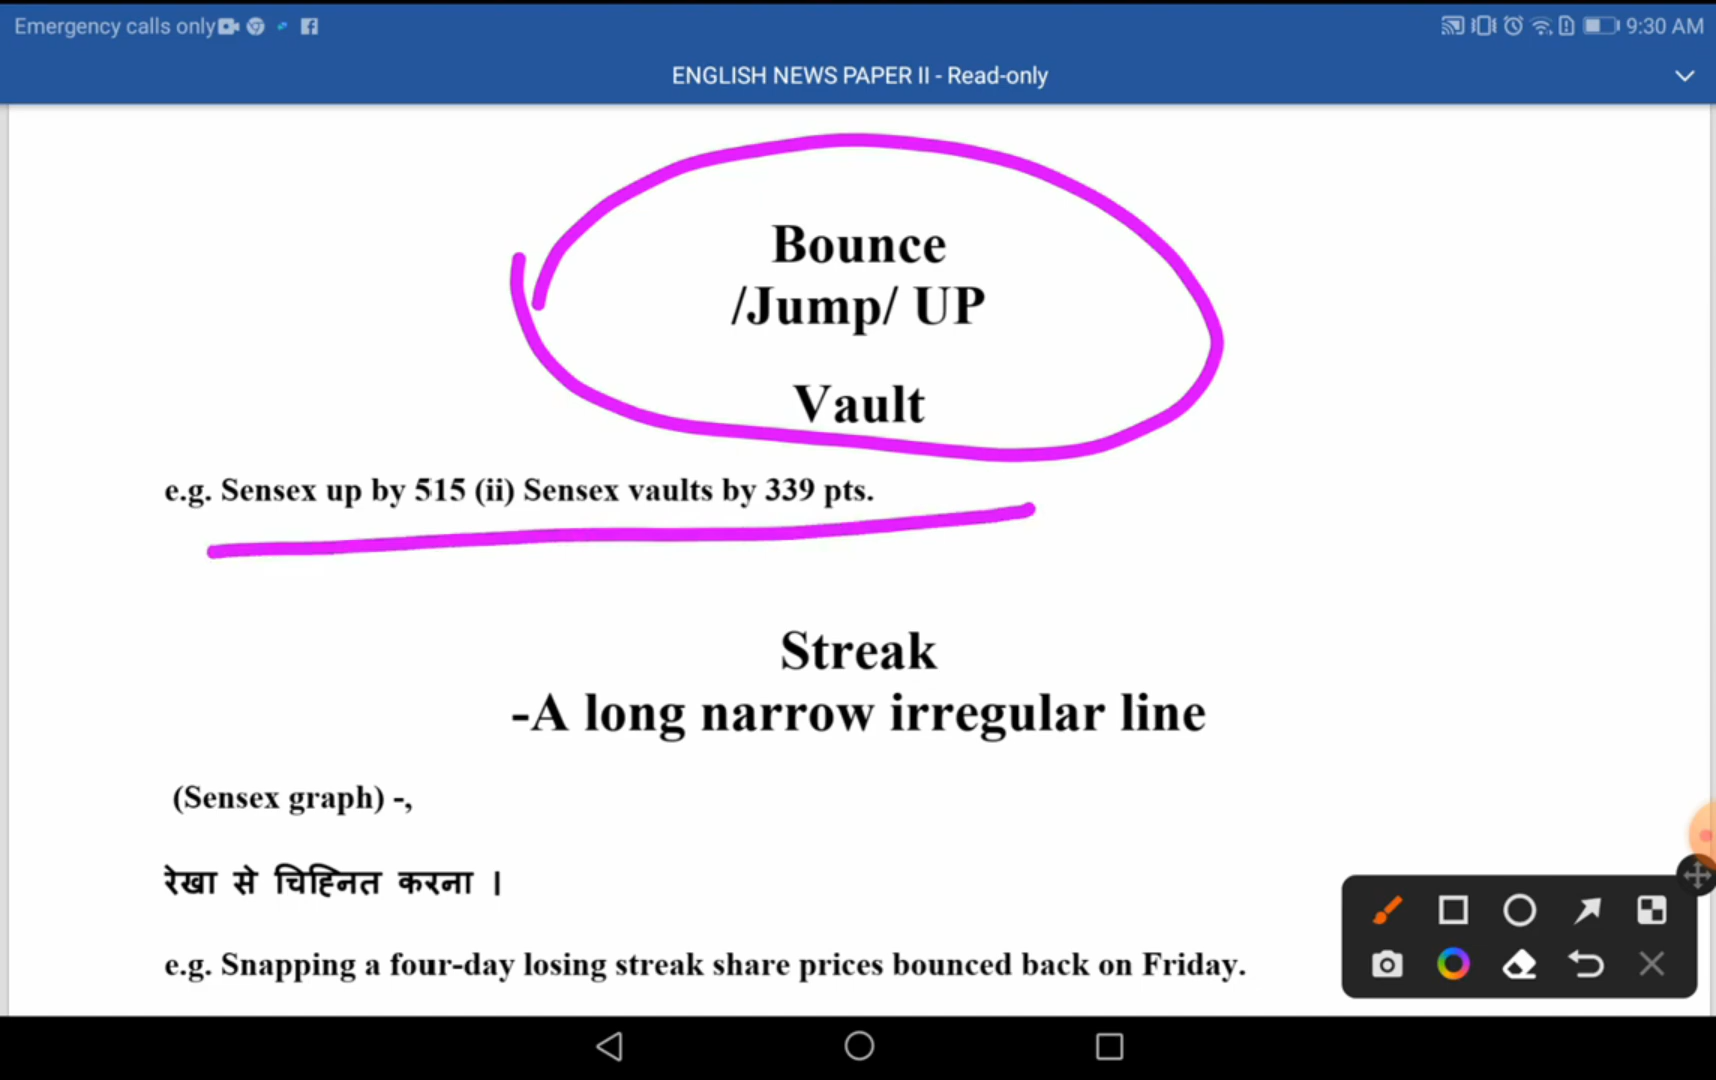 Emergency calls only
9:30 AM
ENGLISH NEWS PAPER II - Read-only
Bounce
/Jump/ UP
Vault
e.g. Sensex up by 515 (ii) Sensex vaults by 339 pts.
Streak
-A long narrow irregular line
(Sensex graph) -,
रेखा से चिह्नित करना ।
e.g. Snapping a four-day losing streak share prices bounced back on Friday.